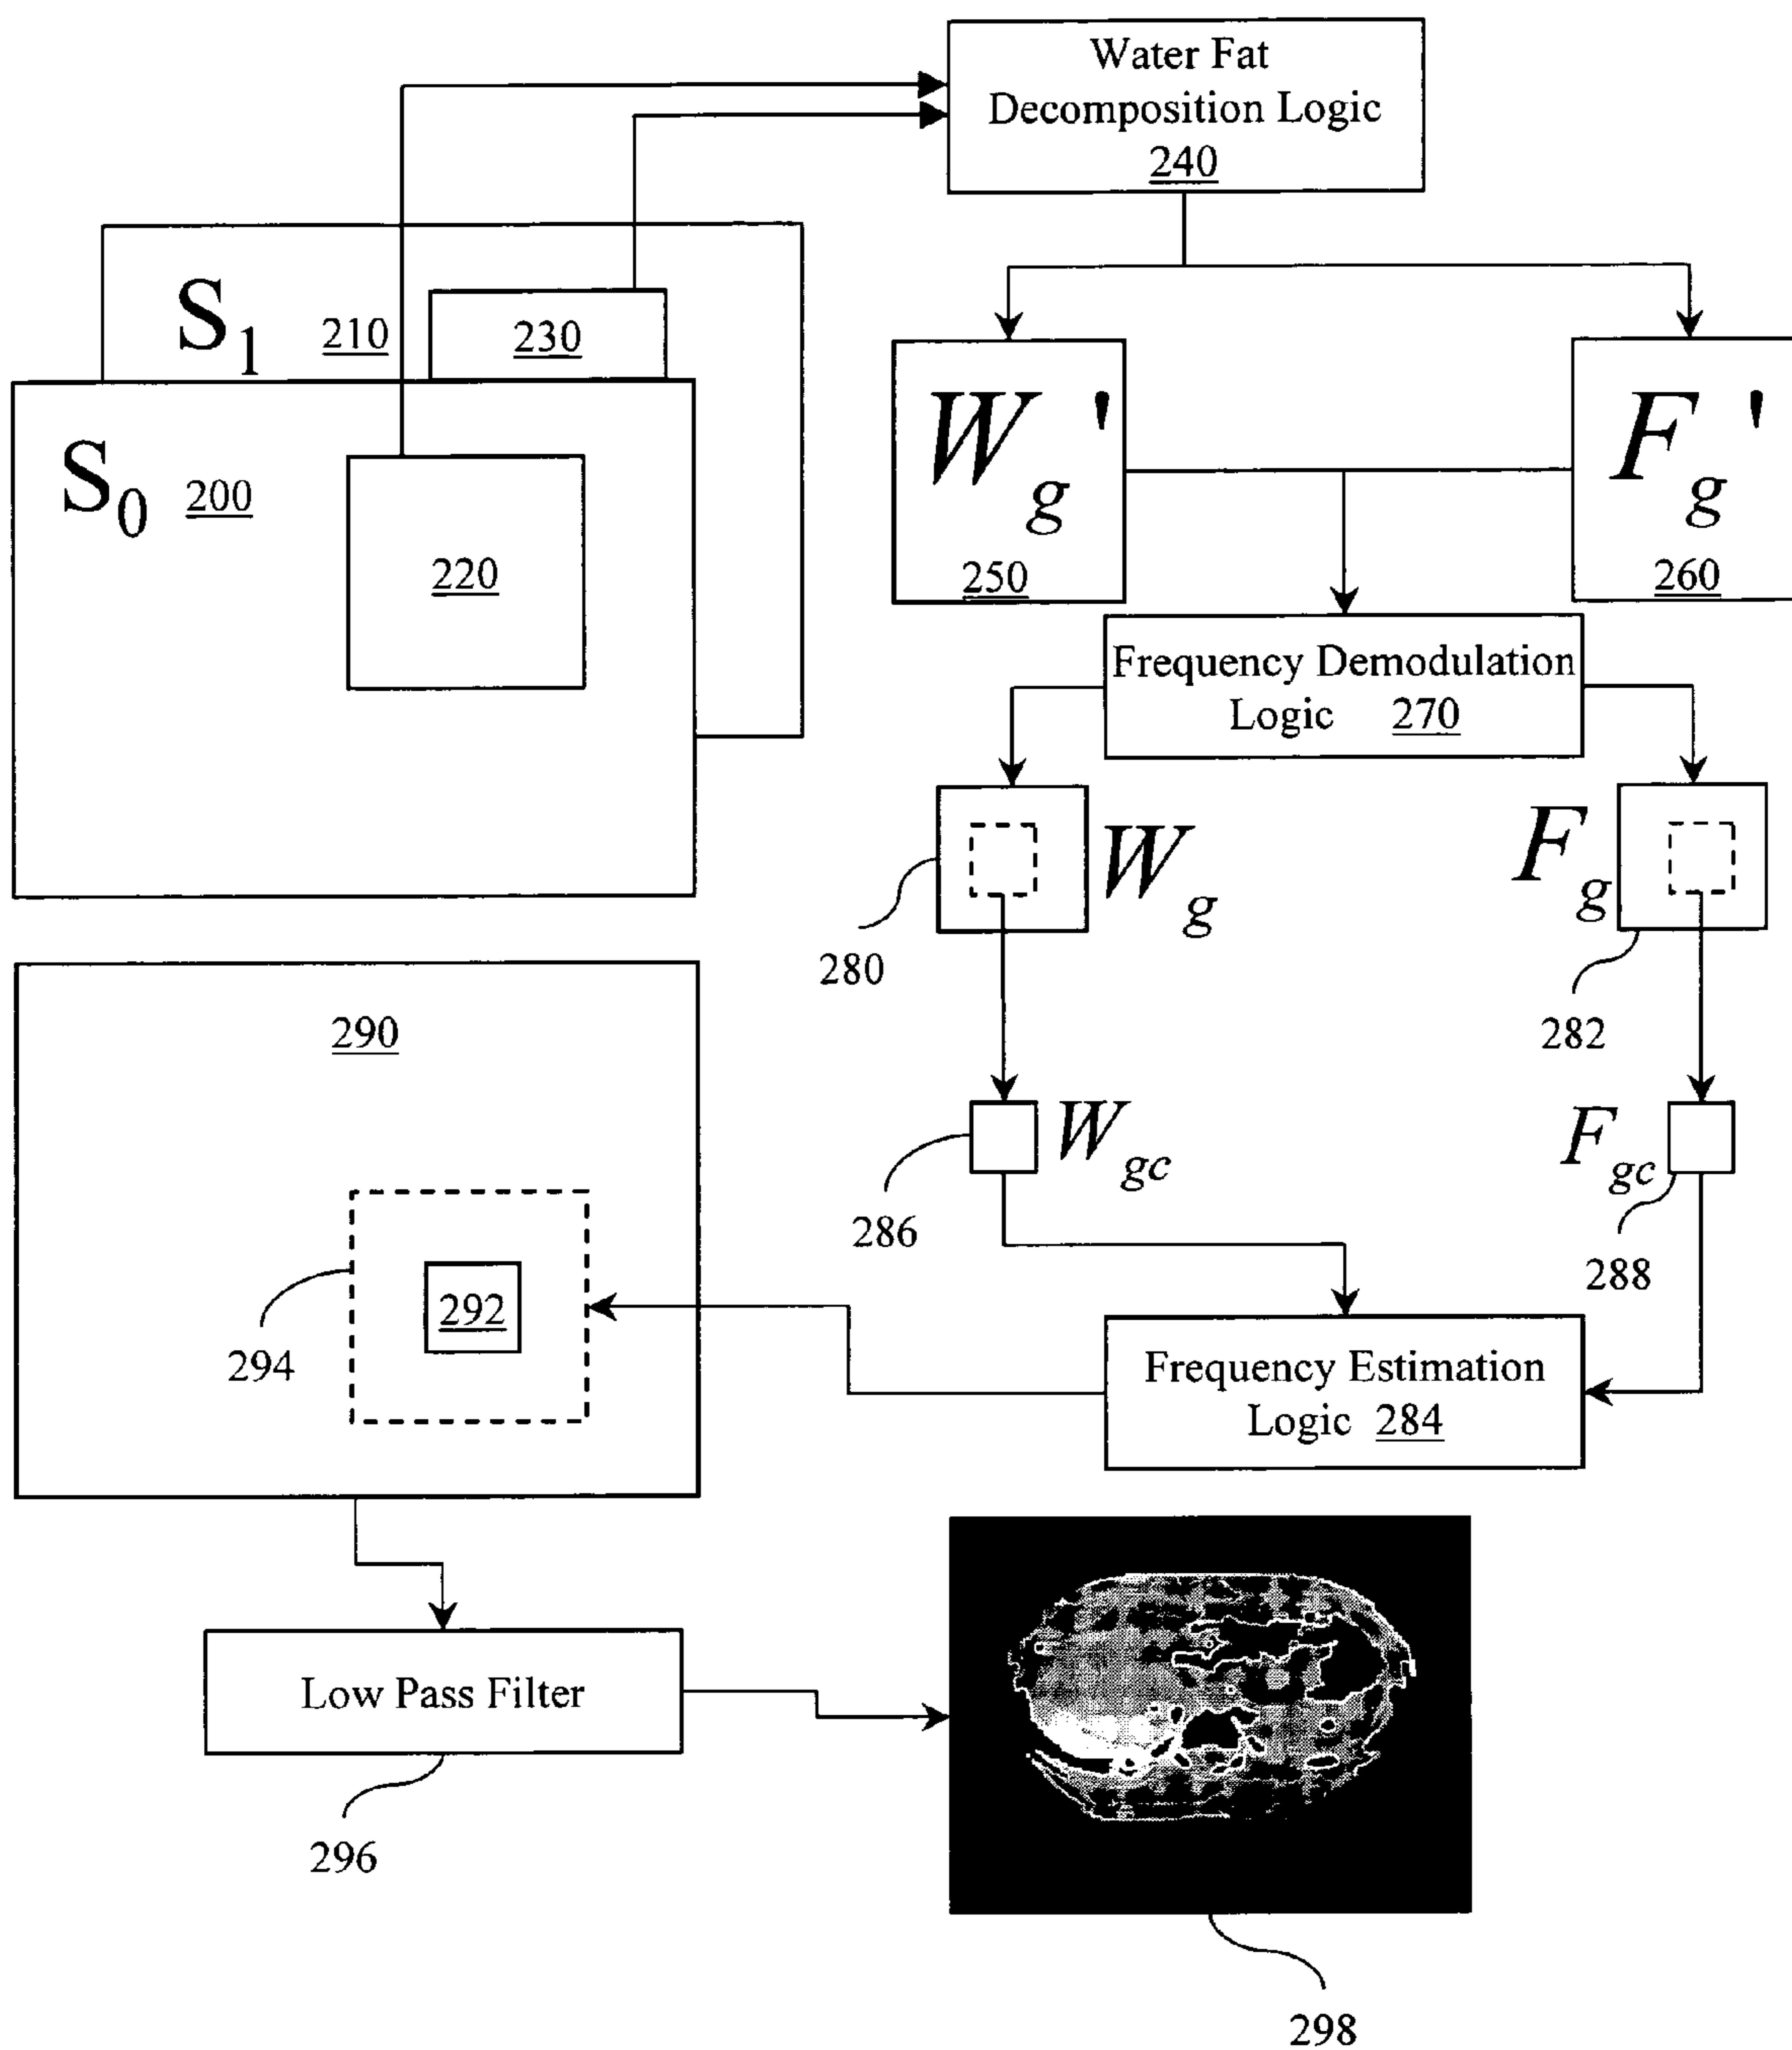 Water Fat
Decomposition Logic
240
S1 210
230
S0 200
220
Wg'
250
Fg'
260
Frequency Demodulation
Logic 270
Wg
280
Fg
282
290
Wgc
286
Fgc
288
292
294
Frequency Estimation
Logic 284
Low Pass Filter
296
298